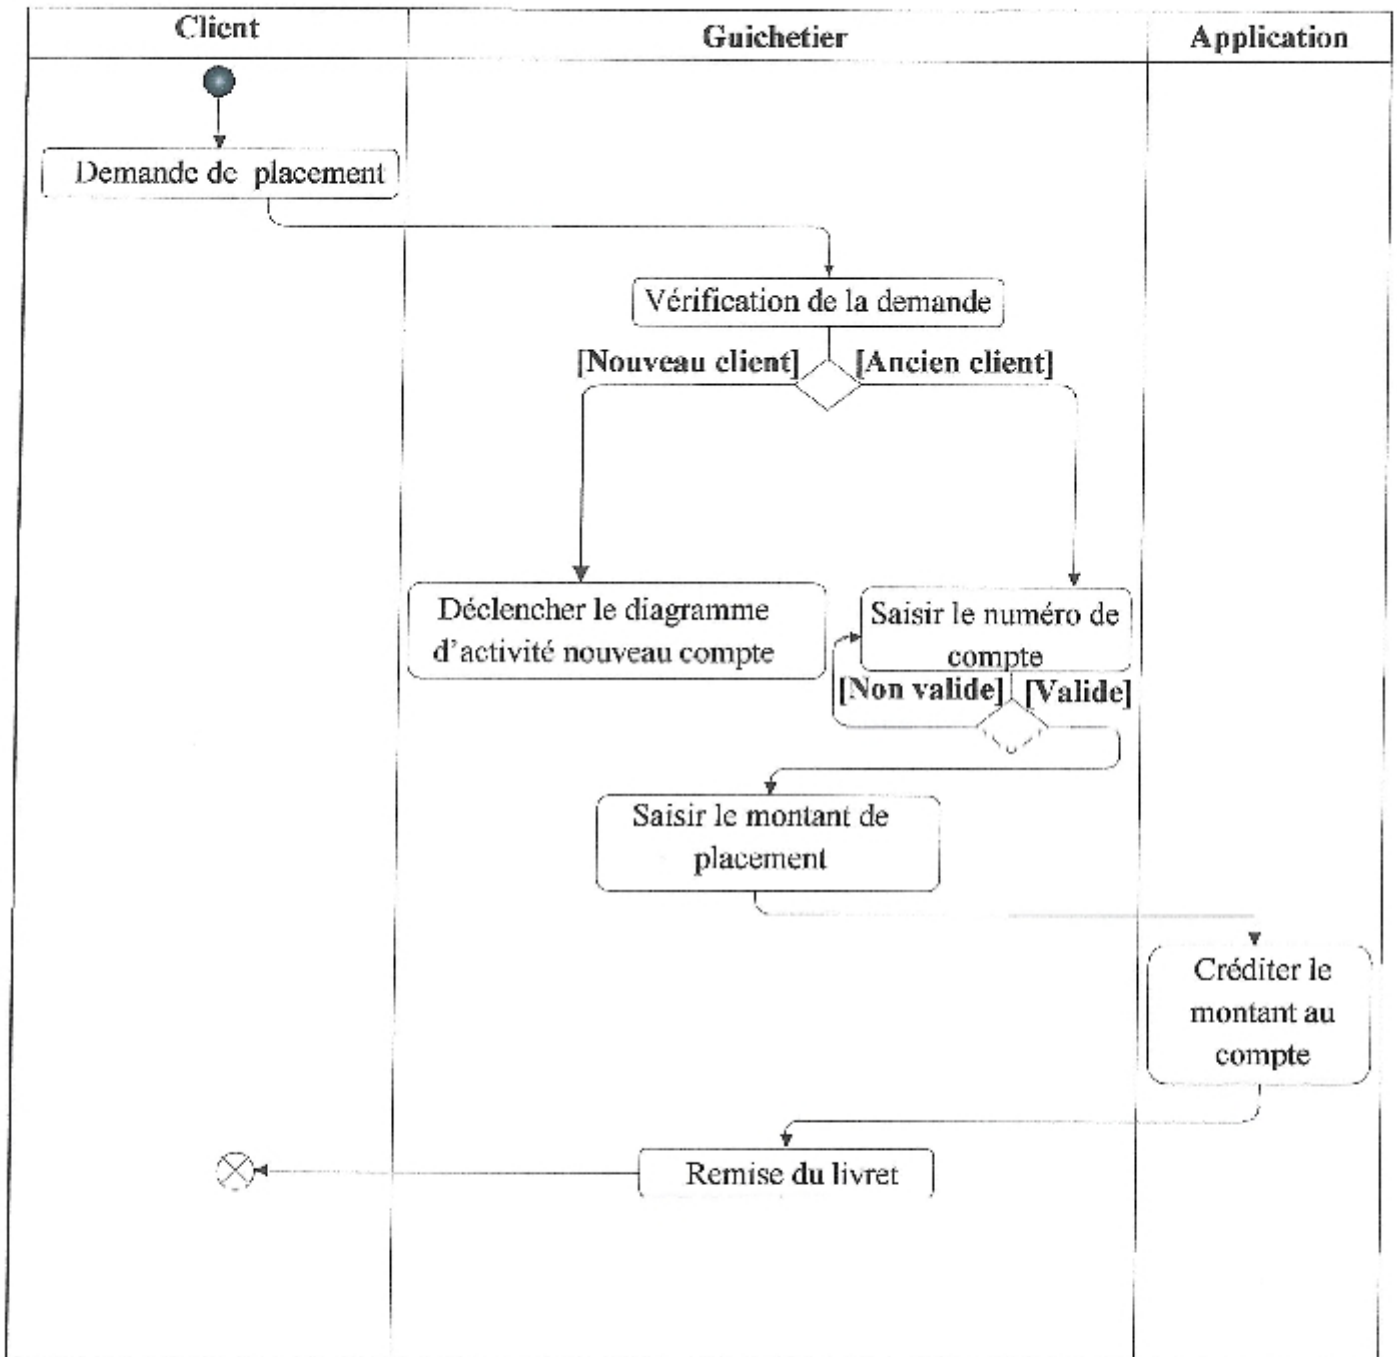 Client
Guichetier
Application
Demande de placement
Vérification de la demande
[Nouveau client]
[Ancien client]
Déclencher le diagramme
d'activité nouveau compte
Saisir le numéro de
compte
[Non valide]
[Valide]
Saisir le montant de
placement
Créditer le
montant au
compte
Remise du livret